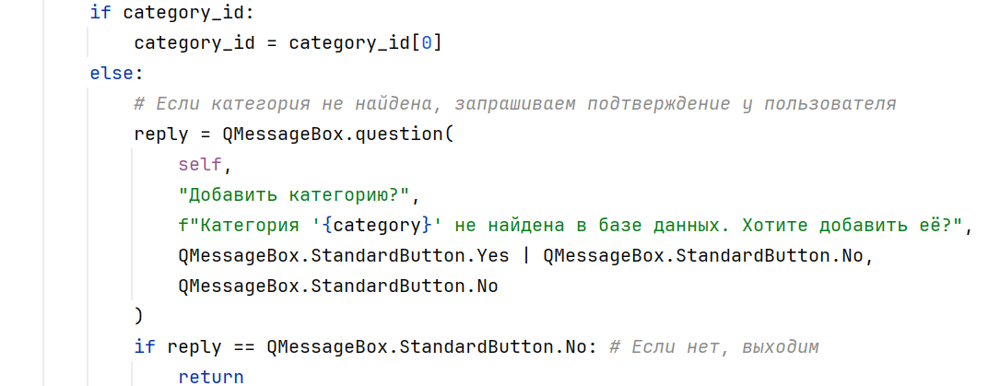 if category_id:
category_id = category_id[0]
else:
# Если категория не найдена, запрашиваем подтверждение у пользователя
reply = QMessageBox.question(
self,
"Добавить категорию?",
f"Категория '{category}' не найдена в базе данных. Хотите добавить её?",
QMessageBox.StandardButton.Yes | QMessageBox.StandardButton.No,
QMessageBox.StandardButton.No
)
if reply == QMessageBox.StandardButton.No: # Если нет, выходим
return